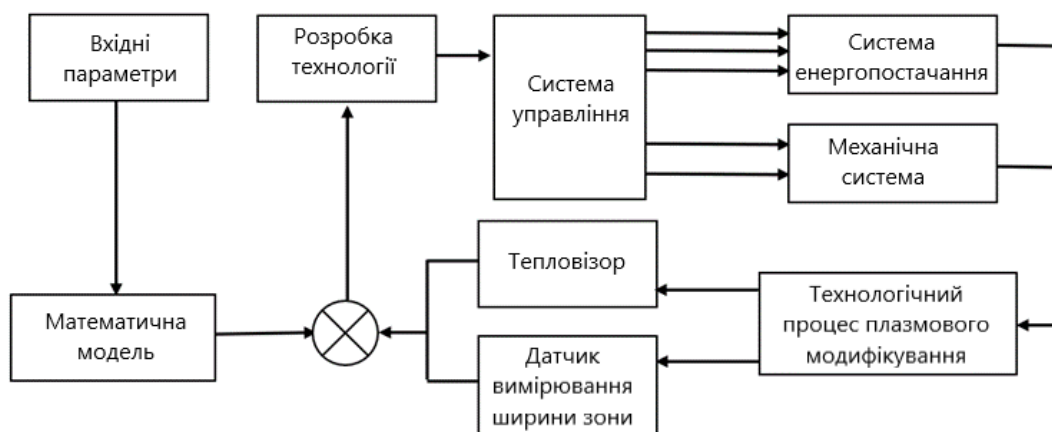 Вхідні
параметри
Розробка
технології
Система
управління
Система
енергопостачання
Механічна
система
Тепловізор
Технологічний
процес плазмового
модифікування
Математична
модель
Датчик
вимірювання
ширини зони